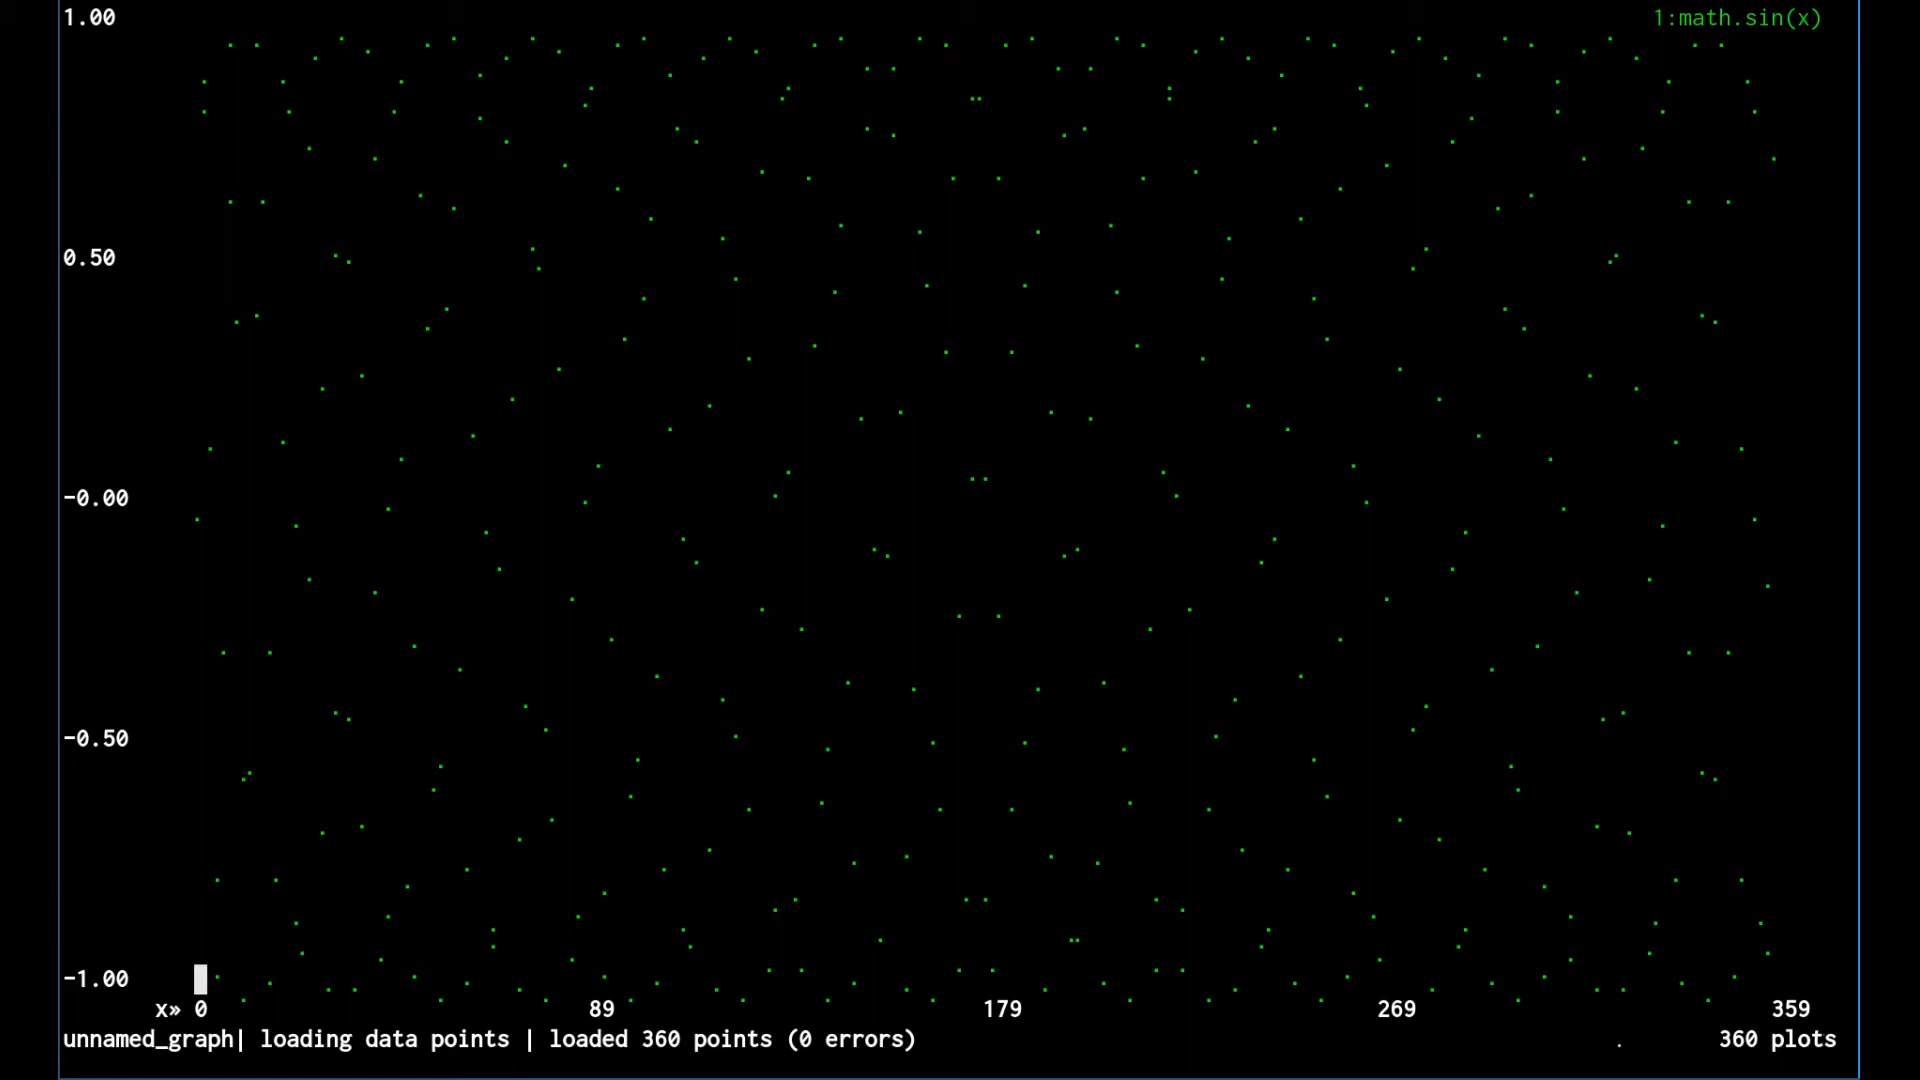 1.00
1:math.sin(x)
0.50
-0.00
-0.50
-1.00
x» 0 89 179 269 359
unnamed_graph| loading data points | loaded 360 points (0 errors) . 360 plots